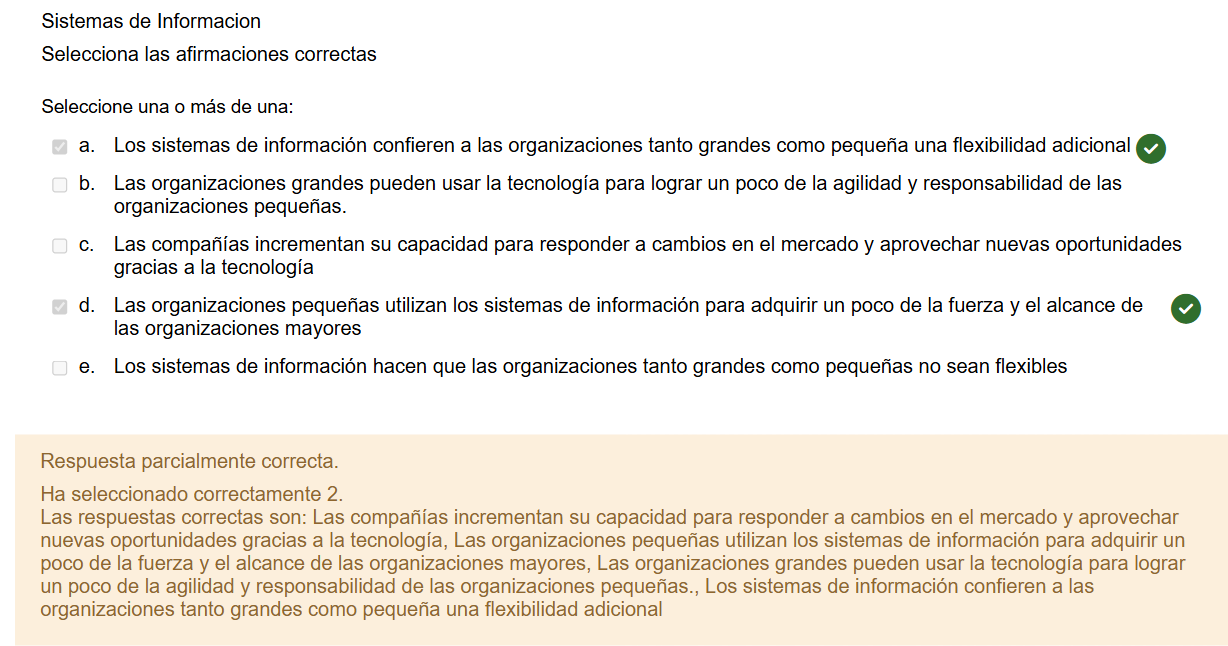 Sistemas de Informacion
Selecciona las afirmaciones correctas
Seleccione una o más de una:
a. Los sistemas de información confieren a las organizaciones tanto grandes como pequeña una flexibilidad adicional
b. Las organizaciones grandes pueden usar la tecnología para lograr un poco de la agilidad y responsabilidad de las
organizaciones pequeñas.
c. Las compañías incrementan su capacidad para responder a cambios en el mercado y aprovechar nuevas oportunidades
gracias a la tecnología
d. Las organizaciones pequeñas utilizan los sistemas de información para adquirir un poco de la fuerza y el alcance de
las organizaciones mayores
e. Los sistemas de información hacen que las organizaciones tanto grandes como pequeñas no sean flexibles
Respuesta parcialmente correcta.
Ha seleccionado correctamente 2.
Las respuestas correctas son: Las compañías incrementan su capacidad para responder a cambios en el mercado y aprovechar
nuevas oportunidades gracias a la tecnología, Las organizaciones pequeñas utilizan los sistemas de información para adquirir un
poco de la fuerza y el alcance de las organizaciones mayores, Las organizaciones grandes pueden usar la tecnología para lograr
un poco de la agilidad y responsabilidad de las organizaciones pequeñas., Los sistemas de información confieren a las
organizaciones tanto grandes como pequeña una flexibilidad adicional